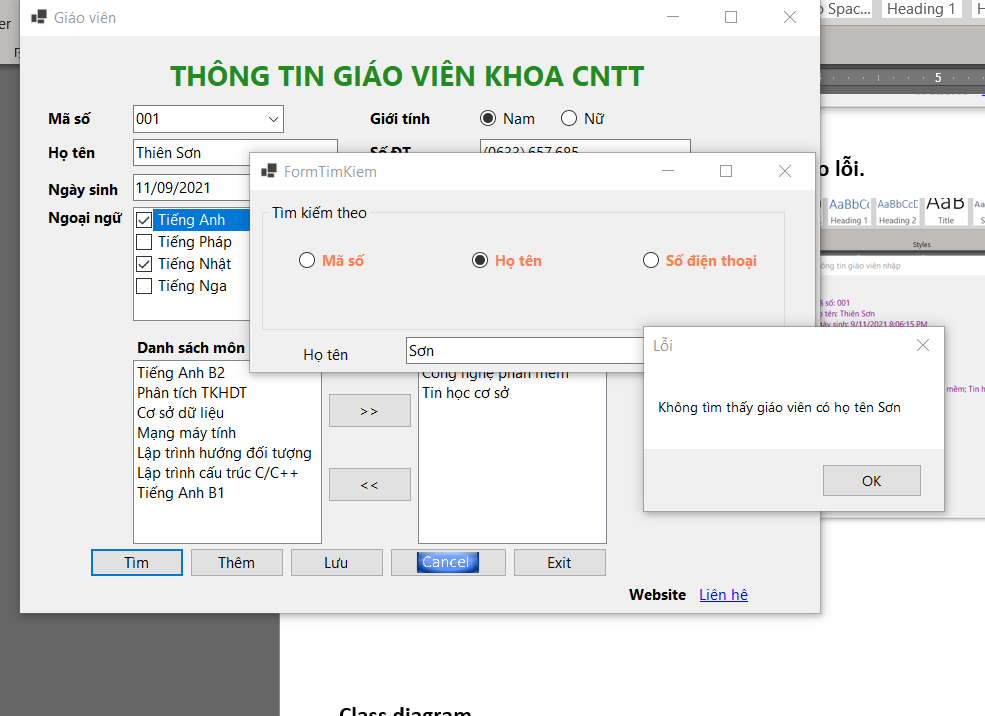 Giáo viên
Spac...
Heading 1
er
5
THÔNG TIN GIÁO VIÊN KHOA CNTT
Mã số
001
Giới tính
Nam
Nữ
Họ tên
Thiên Sơn
Số ĐT
(0633) 657 685
Ngày sinh
11/09/2021
Ngoại ngữ
Tiếng Anh
Tiếng Pháp
Tiếng Nhật
Tiếng Nga
FormTimKiem
Tìm kiếm theo
Mã số
Họ tên
Số điện thoại
Họ tên
Sơn
lỗi.
AaBbC
AaBbCcD
AaB
Heading 1
Heading 2
Title
Styles
tin giáo viên nhập
số: 001
tên: Thiên Sơn
sinh: 9/11/2021 8:06:15 PM
mềm; Tin h
Lỗi
Không tìm thấy giáo viên có họ tên Sơn
OK
Danh sách môn
Tiếng Anh B2
Phân tích TKHDT
Cơ sở dữ liệu
Mạng máy tính
Lập trình hướng đối tượng
Lập trình cấu trúc C/C++
Tiếng Anh B1
>>
<<
Công nghệ phần mềm
Tin học cơ sở
Tìm
Thêm
Lưu
Cancel
Exit
Website
Liên hệ
Class diagram